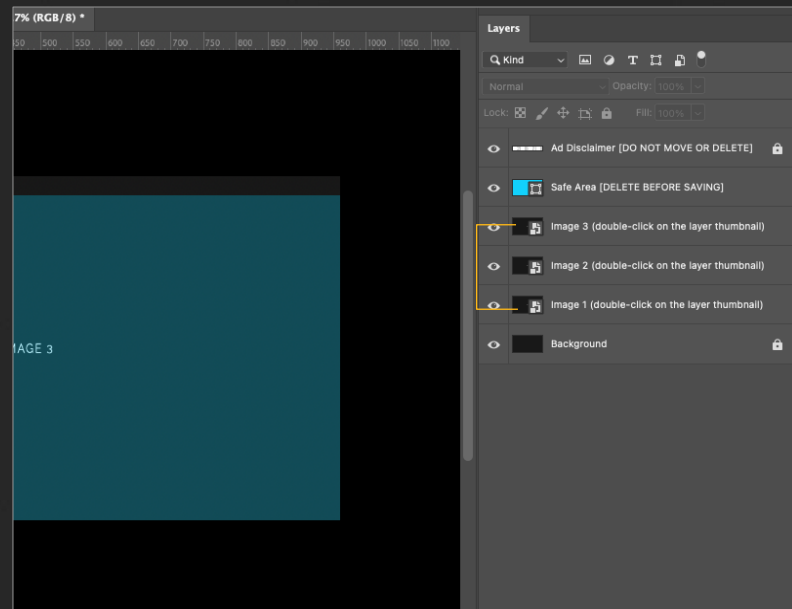 7% (RGB/8) *
450 500 550 600 650 700 750 800 850 900 950 1000 1050 1100
IMAGE 3
Layers
Kind
Normal Opacity: 100%
Lock: Fill: 100%
Ad Disclaimer [DO NOT MOVE OR DELETE]
Safe Area [DELETE BEFORE SAVING]
Image 3 (double-click on the layer thumbnail)
Image 2 (double-click on the layer thumbnail)
Image 1 (double-click on the layer thumbnail)
Background